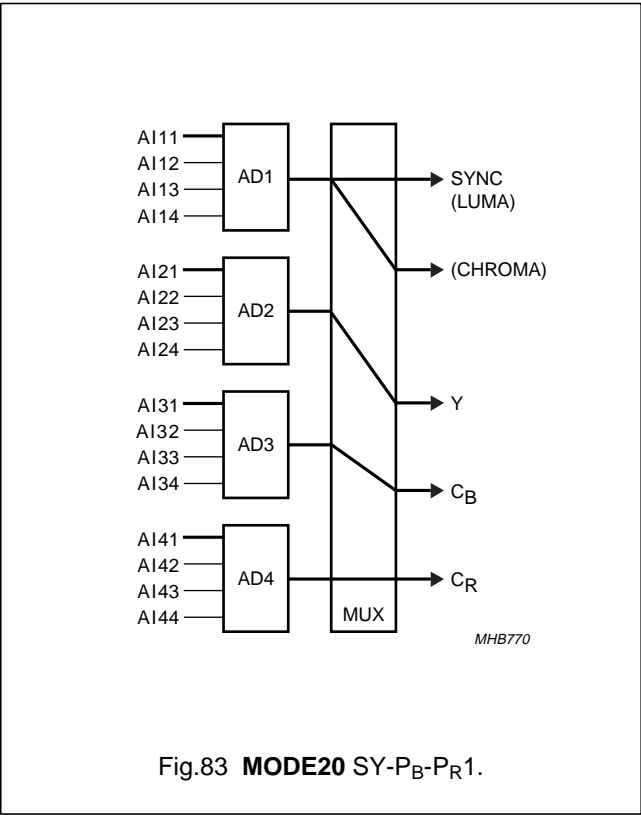 AI11
AI12
AI13
AI14
AD1
SYNC
(LUMA)
(CHROMA)
AI21
AI22
AI23
AI24
AD2
Y
AI31
AI32
AI33
AI34
AD3
CB
AI41
AI42
AI43
AI44
AD4
CR
MUX
MHB770
Fig.83 MODE20 SY-PB-PR1.